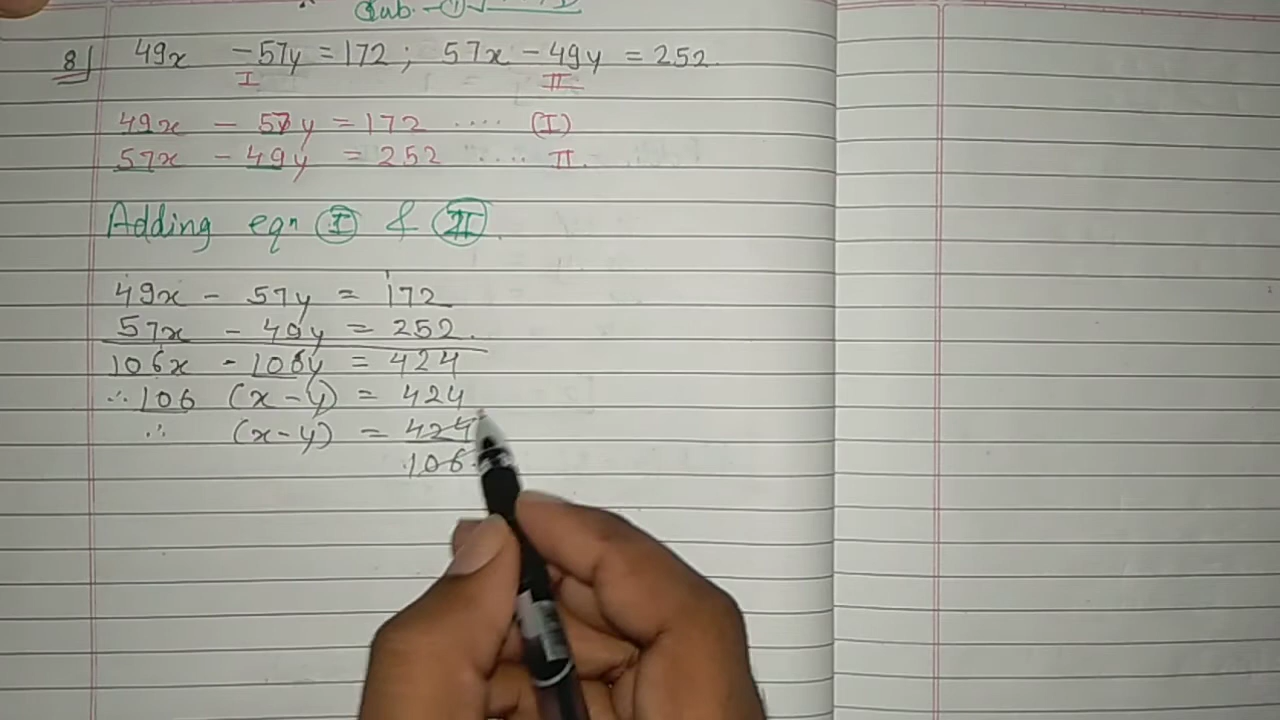 Sub. - I
8) 49x - 57y = 172 ; 57x - 49y = 252.
I II
49x - 57y = 172 .... (I)
57x - 49y = 252 .... II.
Adding eqn I & II.
49x - 57y = 172
57x - 49y = 252.
106x - 106y = 424
∴ 106 (x-y) = 424
∴ (x-y) = 424
106